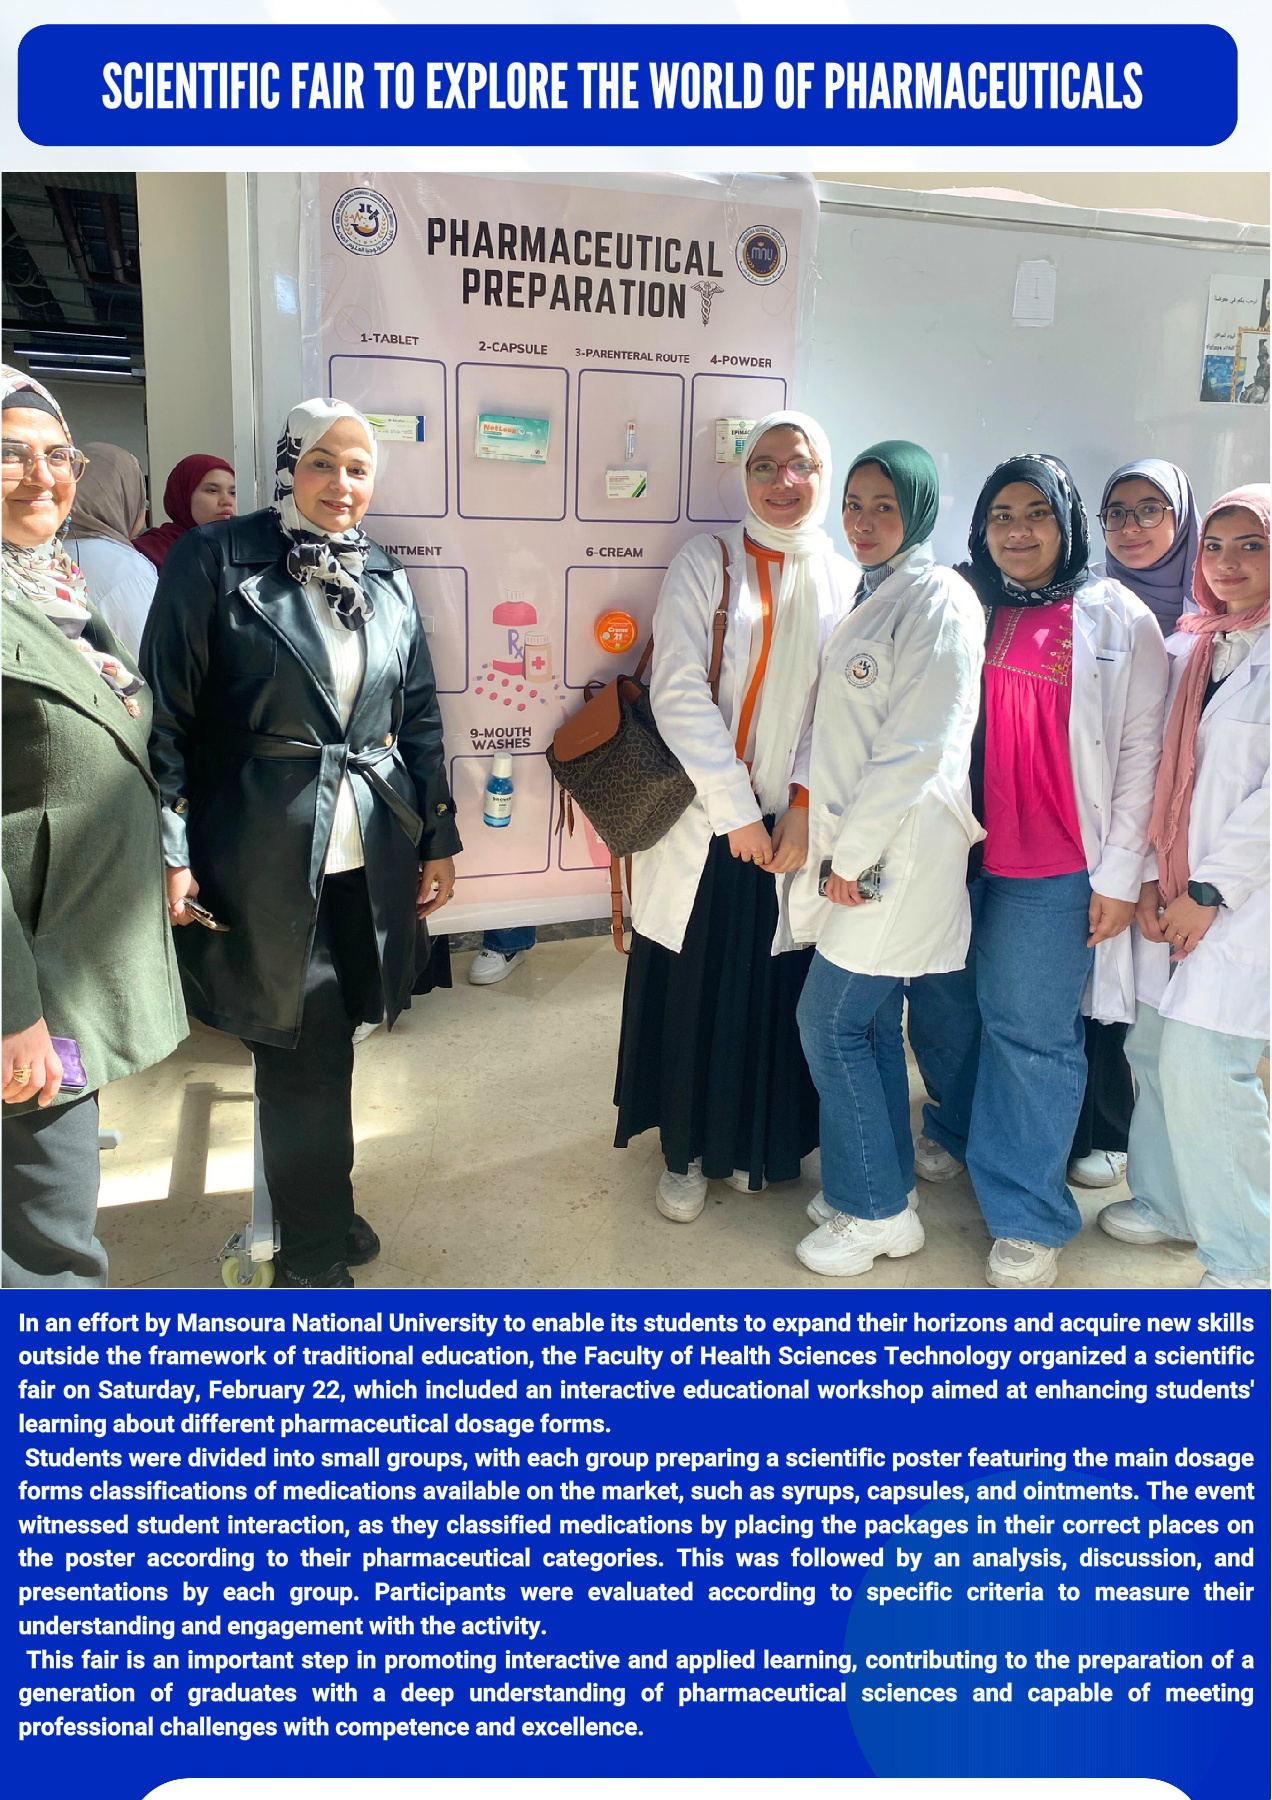 SCIENTIFIC FAIR TO EXPLORE THE WORLD OF PHARMACEUTICALS
PHARMACEUTICAL
PREPARATION
mnu
1-TABLET
2-CAPSULE
3-PARENTERAL ROUTE
4-POWDER
INTMENT
6-CREAM
Creme
21
Rx
9-MOUTH
WASHES
In an effort by Mansoura National University to enable its students to expand their horizons and acquire new skills
outside the framework of traditional education, the Faculty of Health Sciences Technology organized a scientific
fair on Saturday, February 22, which included an interactive educational workshop aimed at enhancing students'
learning about different pharmaceutical dosage forms.
Students were divided into small groups, with each group preparing a scientific poster featuring the main dosage
forms classifications of medications available on the market, such as syrups, capsules, and ointments. The event
witnessed student interaction, as they classified medications by placing the packages in their correct places on
the poster according to their pharmaceutical categories. This was followed by an analysis, discussion, and
presentations by each group. Participants were evaluated according to specific criteria to measure their
understanding and engagement with the activity.
This fair is an important step in promoting interactive and applied learning, contributing to the preparation of a
generation of graduates with a deep understanding of pharmaceutical sciences and capable of meeting
professional challenges with competence and excellence.